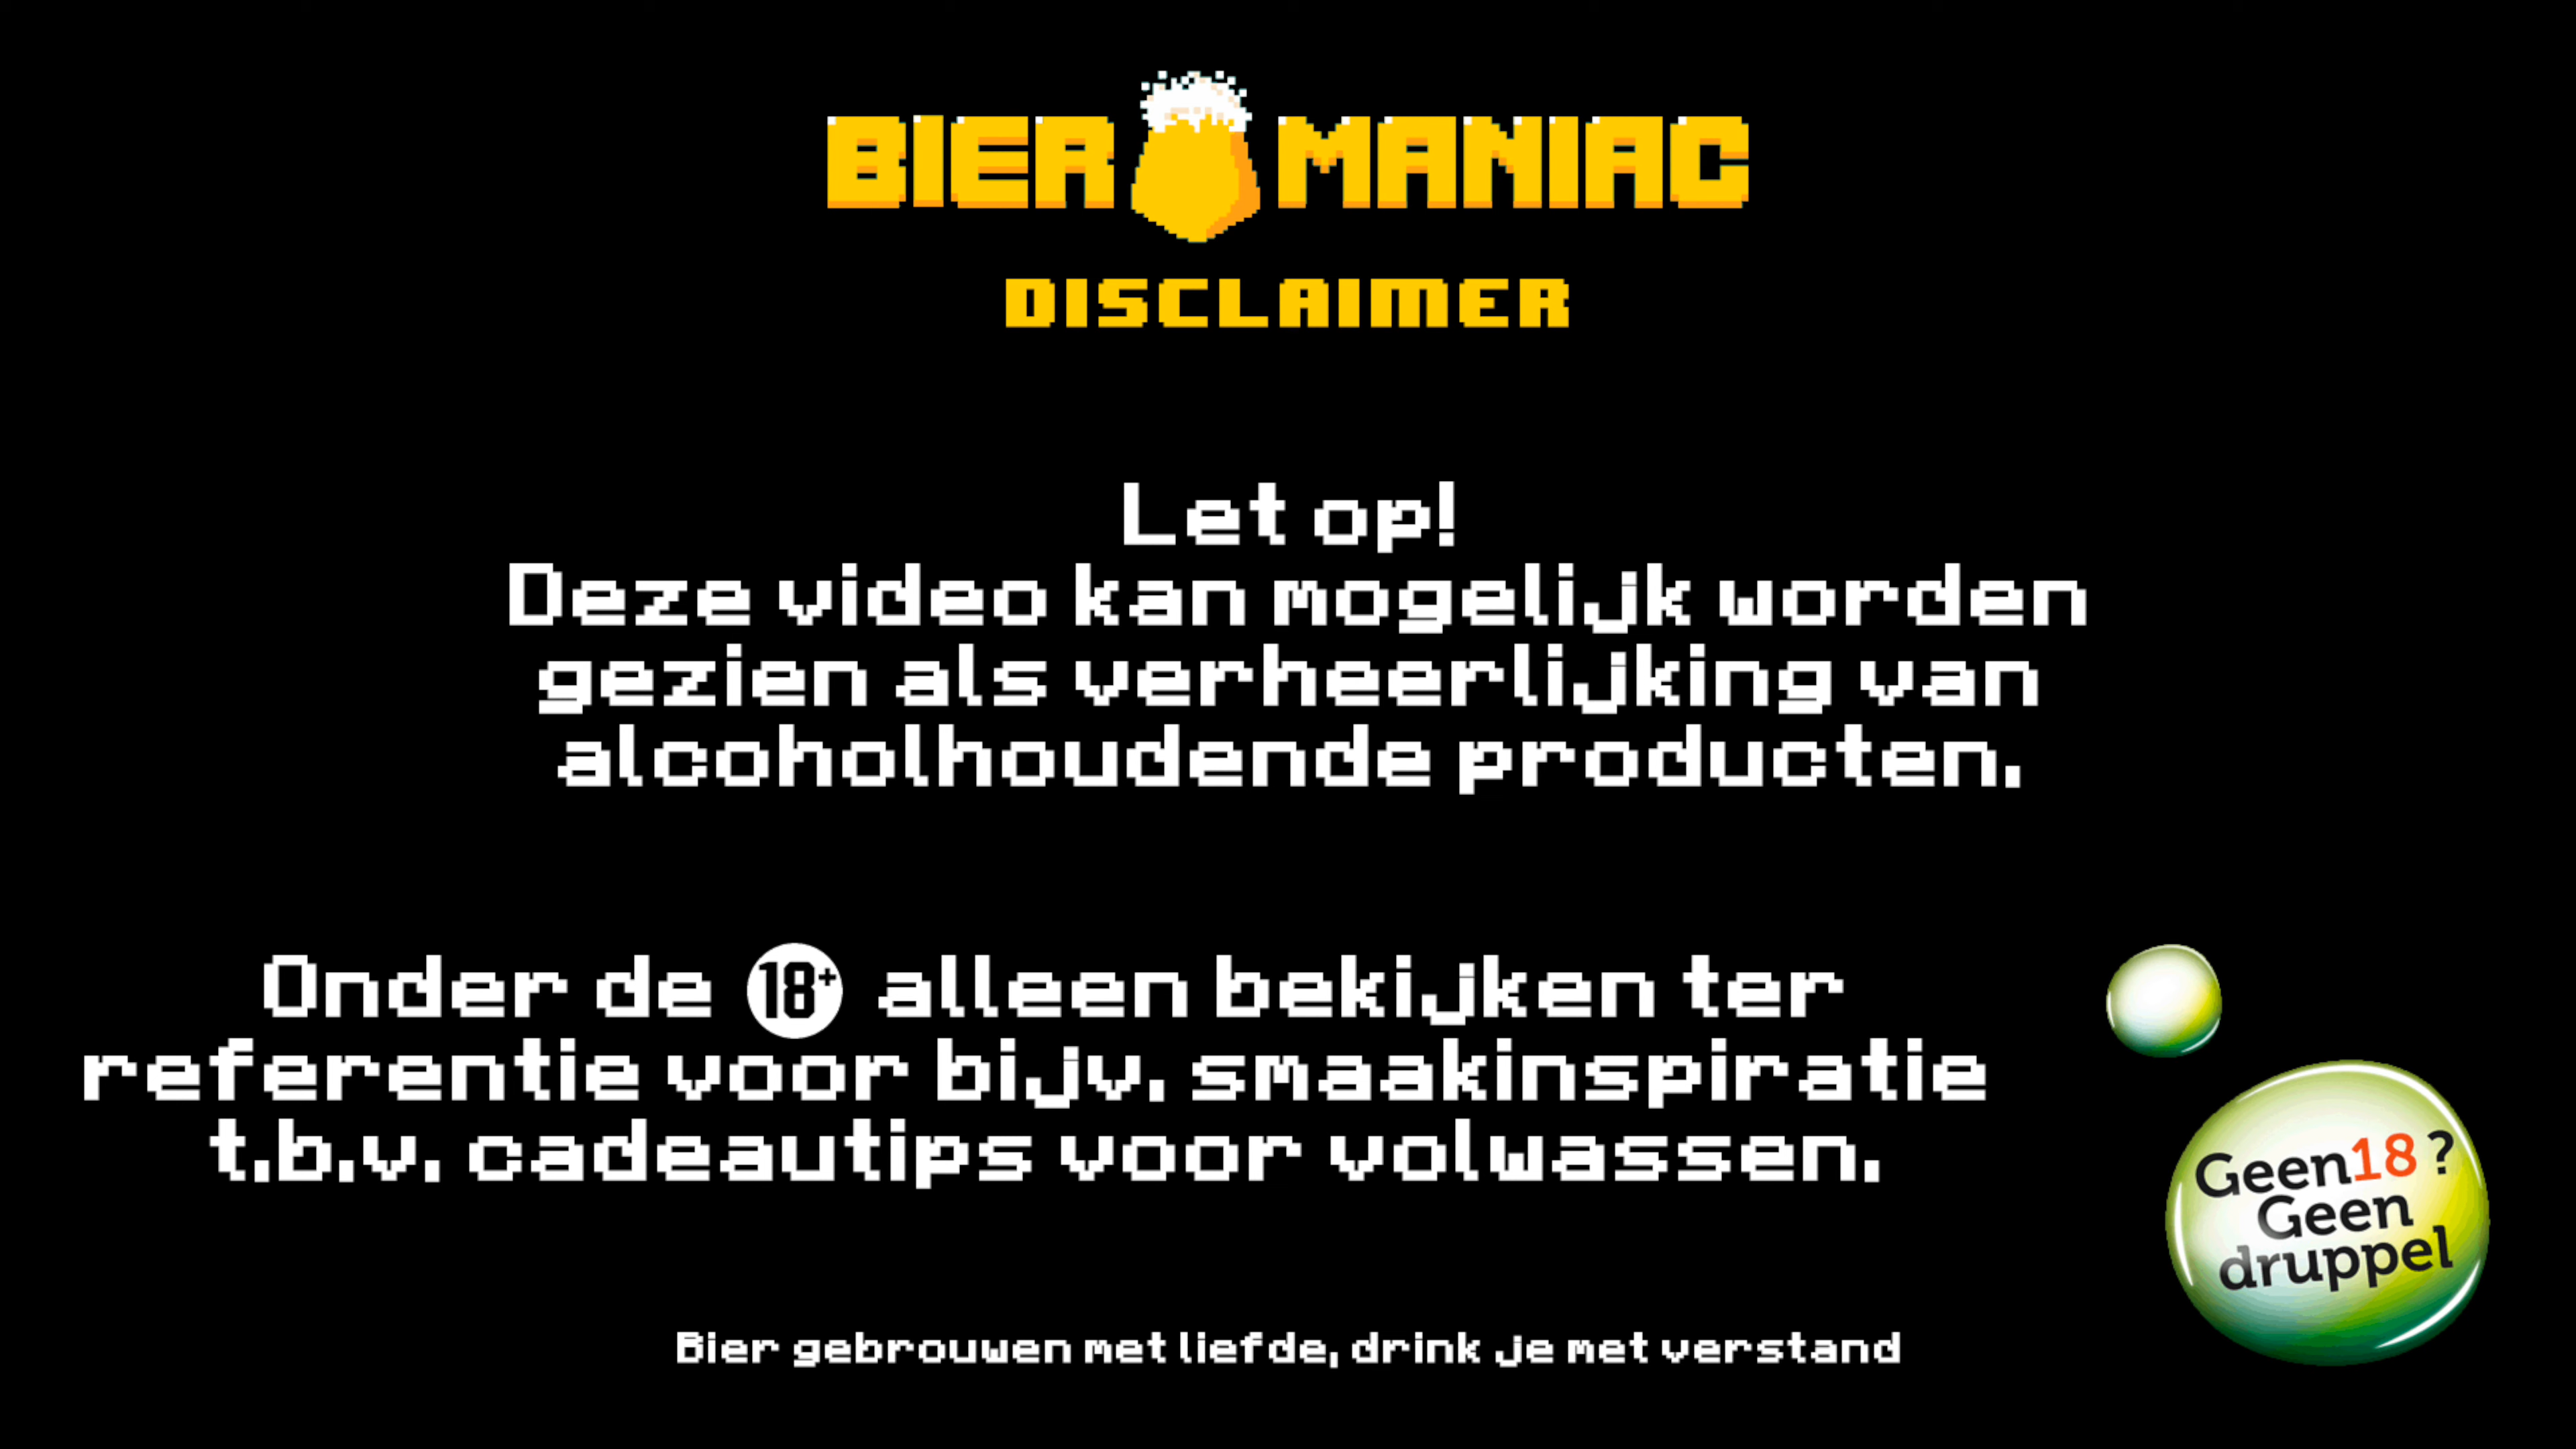 BIER MANIAC
DISCLAIMER
Let op!
Deze video kan mogelijk worden
gezien als verheerlijking van
alcoholhoudende producten.
Onder de 18+ alleen bekijken ter
referentie voor bijv. smaakinspiratie
t.b.v. cadeautips voor volwassen.
Geen18?
Geen
druppel
Bier gebrouwen met liefde, drink je met verstand